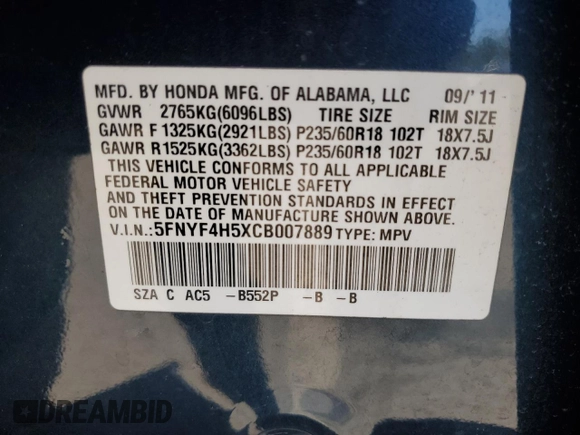 MFD. BY HONDA MFG. OF ALABAMA, LLC 09/'11
GVWR 2765KG(6096LBS) TIRE SIZE RIM SIZE
GAWR F 1325KG(2921LBS) P235/60R18 102T 18X7.5J
GAWR R1525KG(3362LBS) P235/60R18 102T 18X7.5J
THIS VEHICLE CONFORMS TO ALL APPLICABLE
FEDERAL MOTOR VEHICLE SAFETY
AND THEFT PREVENTION STANDARDS IN EFFECT
ON THE DATE OF MANUFACTURE SHOWN ABOVE.
V.I.N.:5FNYF4H5XCB007889 TYPE: MPV
SZA C AC5 -B552P -B -B
DREAMBID